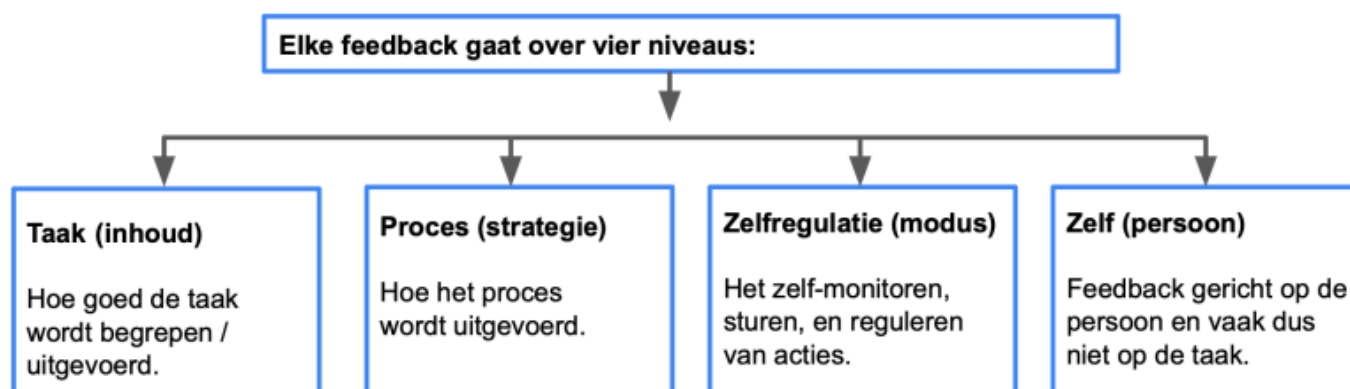 Elke feedback gaat over vier niveaus:
Taak (inhoud)
Hoe goed de taak
wordt begrepen /
uitgevoerd.
Proces (strategie)
Hoe het proces
wordt uitgevoerd.
Zelfregulatie (modus)
Het zelf-monitoren,
sturen, en reguleren
van acties.
Zelf (persoon)
Feedback gericht op de
persoon en vaak dus
niet op de taak.